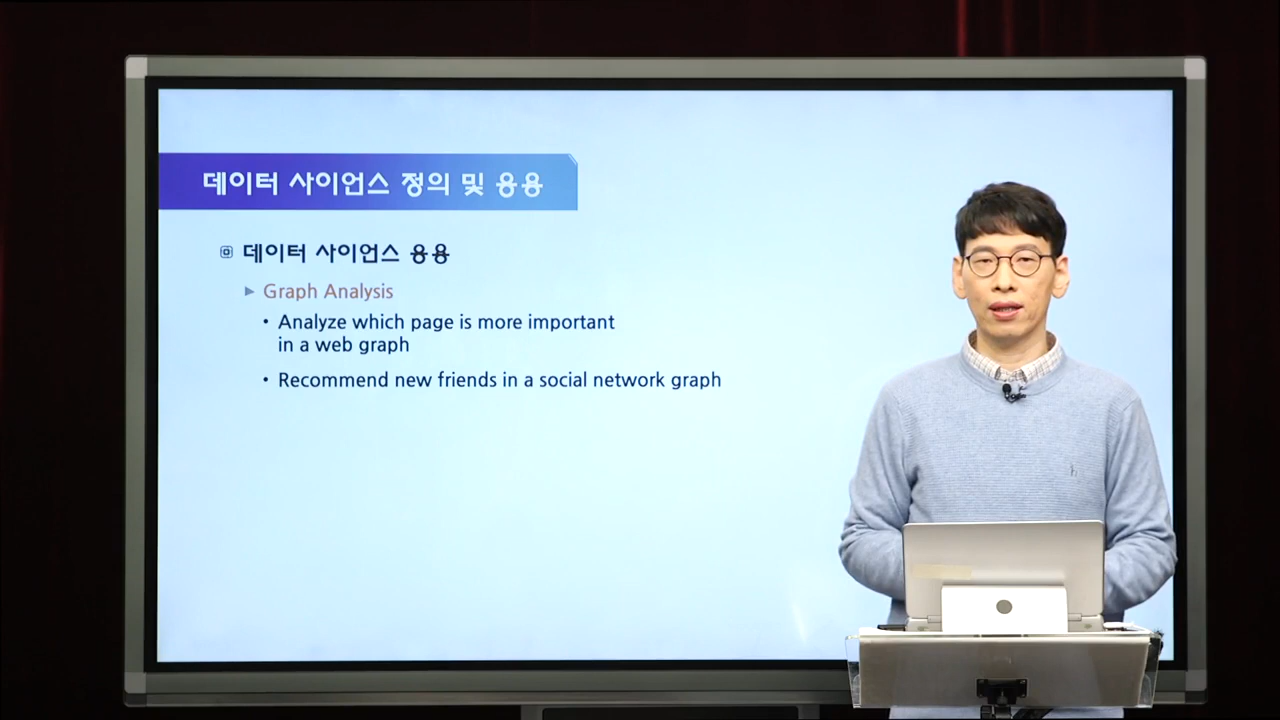 데이터 사이언스 정의 및 응용
데이터 사이언스 응용
Graph Analysis
• Analyze which page is more important
in a web graph
• Recommend new friends in a social network graph